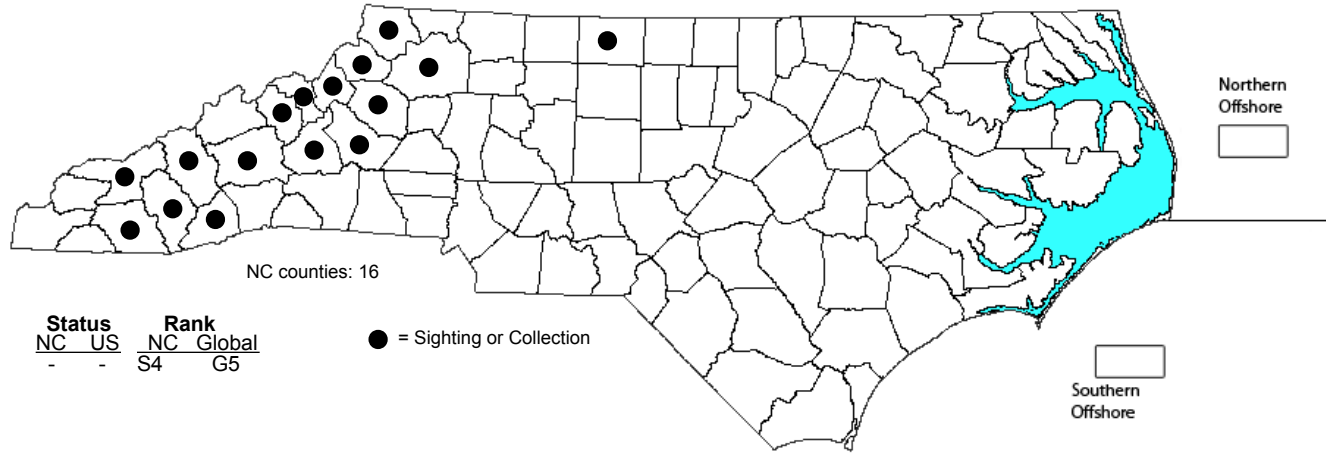 Northern
Offshore
NC counties: 16
Status Rank
NC US NC Global
- - S4 G5
= Sighting or Collection
Southern
Offshore